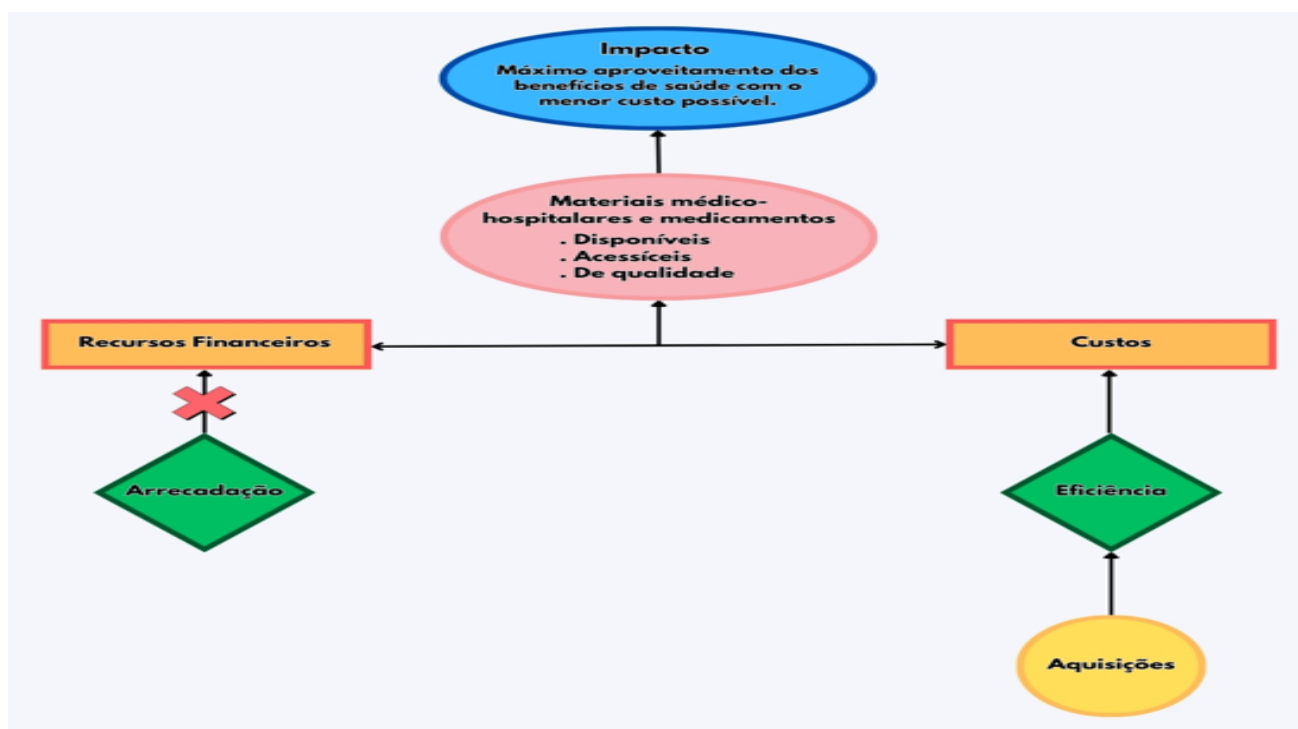 Impacto
Máximo aproveitamento dos
benefícios de saúde com o
menor custo possível.
Materiais médico-
hospitalares e medicamentos
. Disponíveis
. Acessíceis
. De qualidade
Recursos Financeiros
Custos
Arrecadação
Eficiência
Aquisições